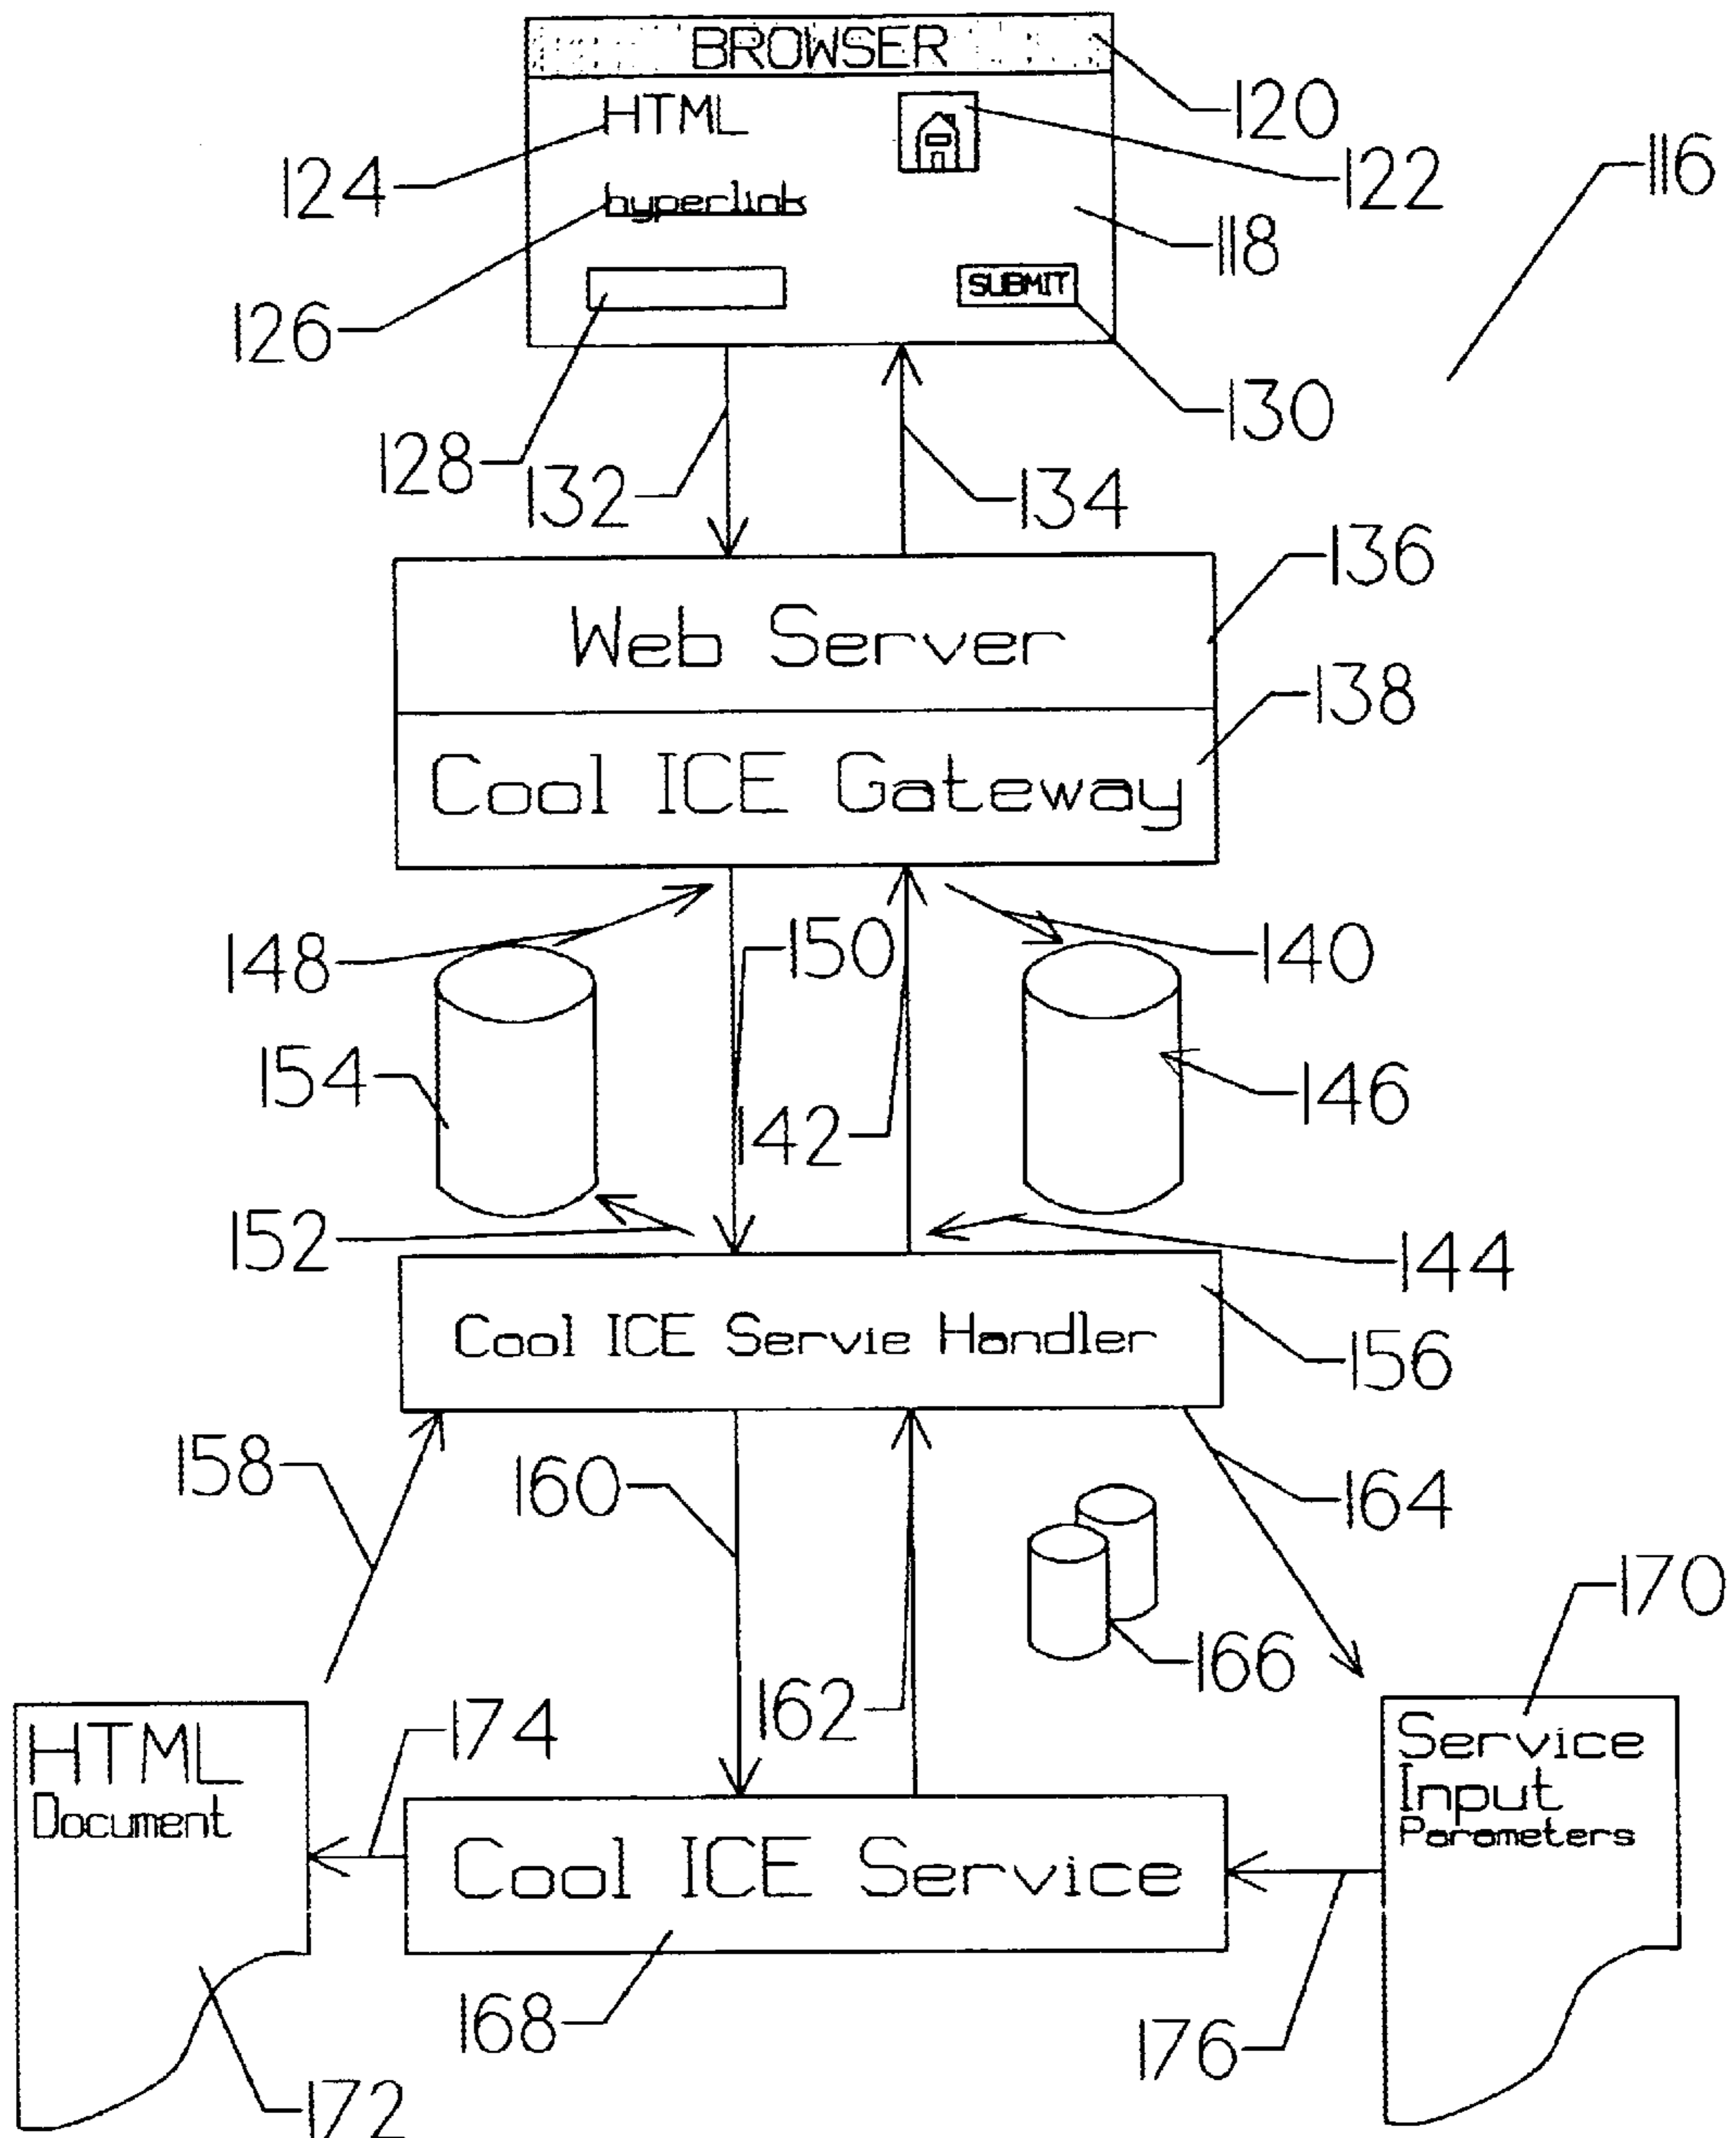 BROWSER
120
HTML
124
122
116
hyperlink
118
126
SUBMIT
130
128
132
134
136
Web Server
138
Cool ICE Gateway
148
150
140
154
142
146
152
144
Cool ICE Servie Handler
156
158
160
164
170
166
162
174
HTML
Document
Service
Input
Parameters
Cool ICE Service
168
176
172